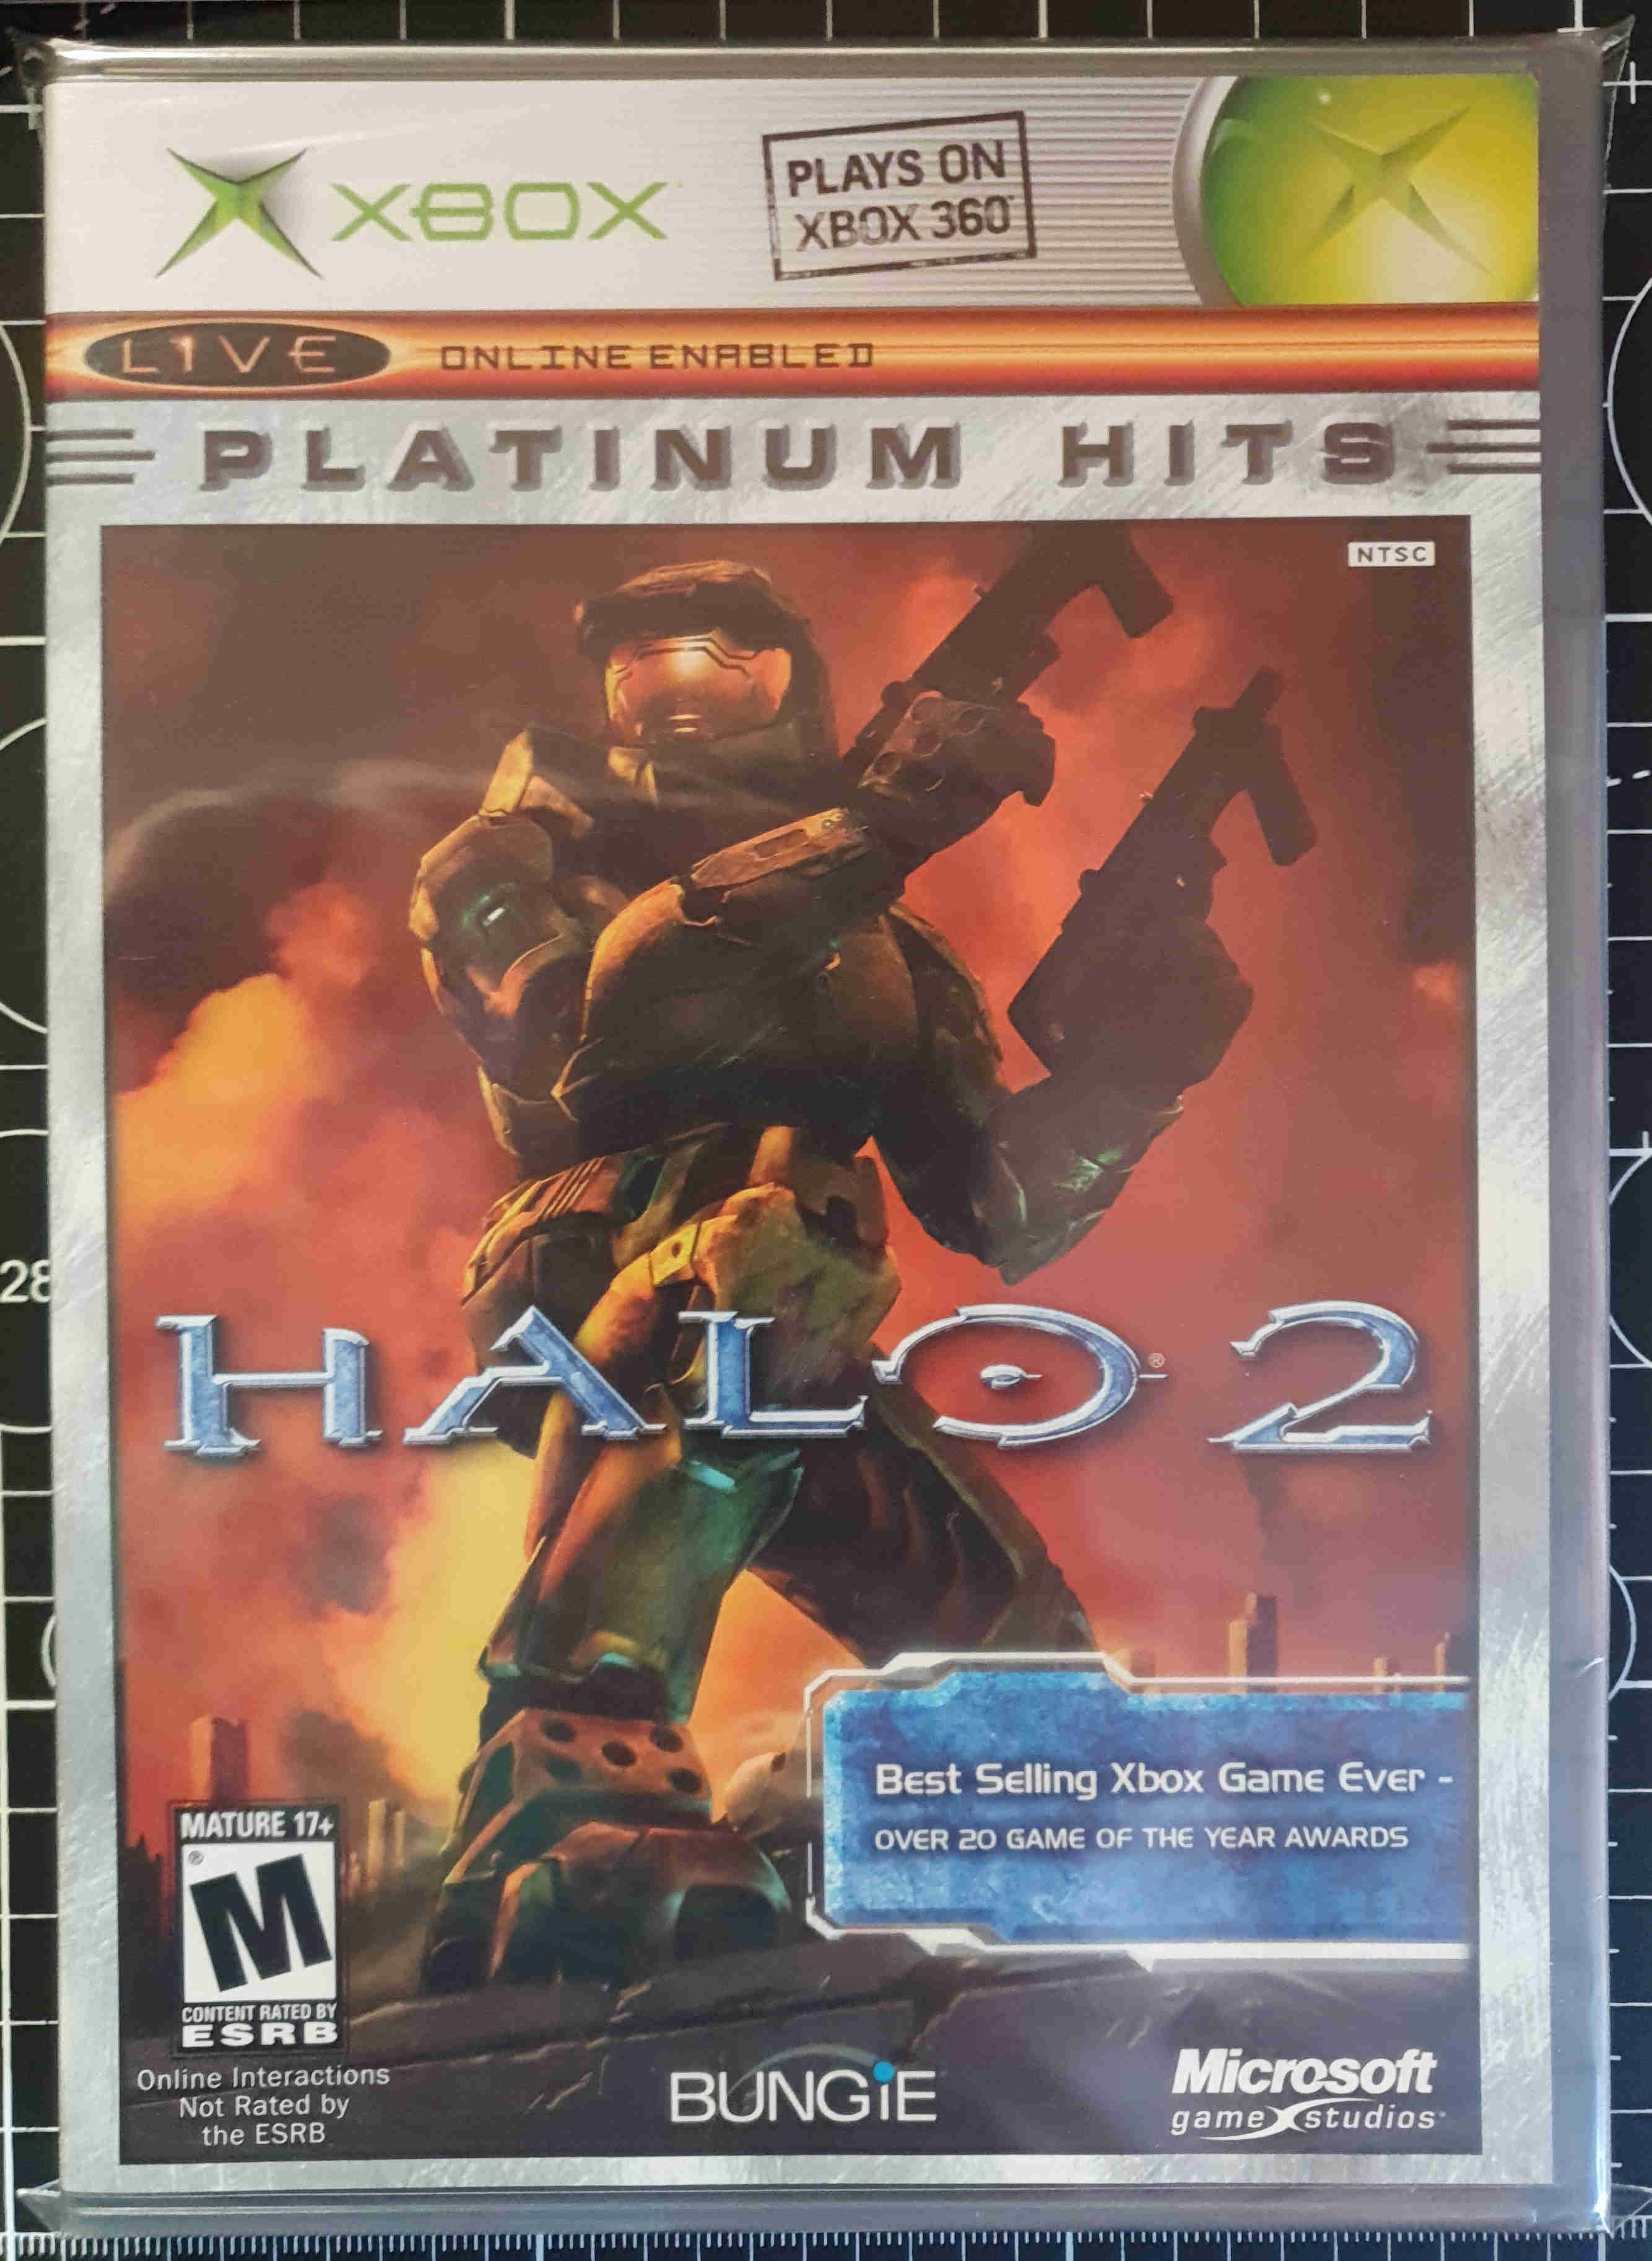 XBOX
PLAYS ON
XBOX 360
LIVE ONLINE ENABLED
PLATINUM HITS
NTSC
28
HALO® 2
Best Selling Xbox Game Ever -
OVER 20 GAME OF THE YEAR AWARDS
MATURE 17+
®
M
CONTENT RATED BY
ESRB
Online Interactions
Not Rated by
the ESRB
BUNGiE
Microsoft
game studios